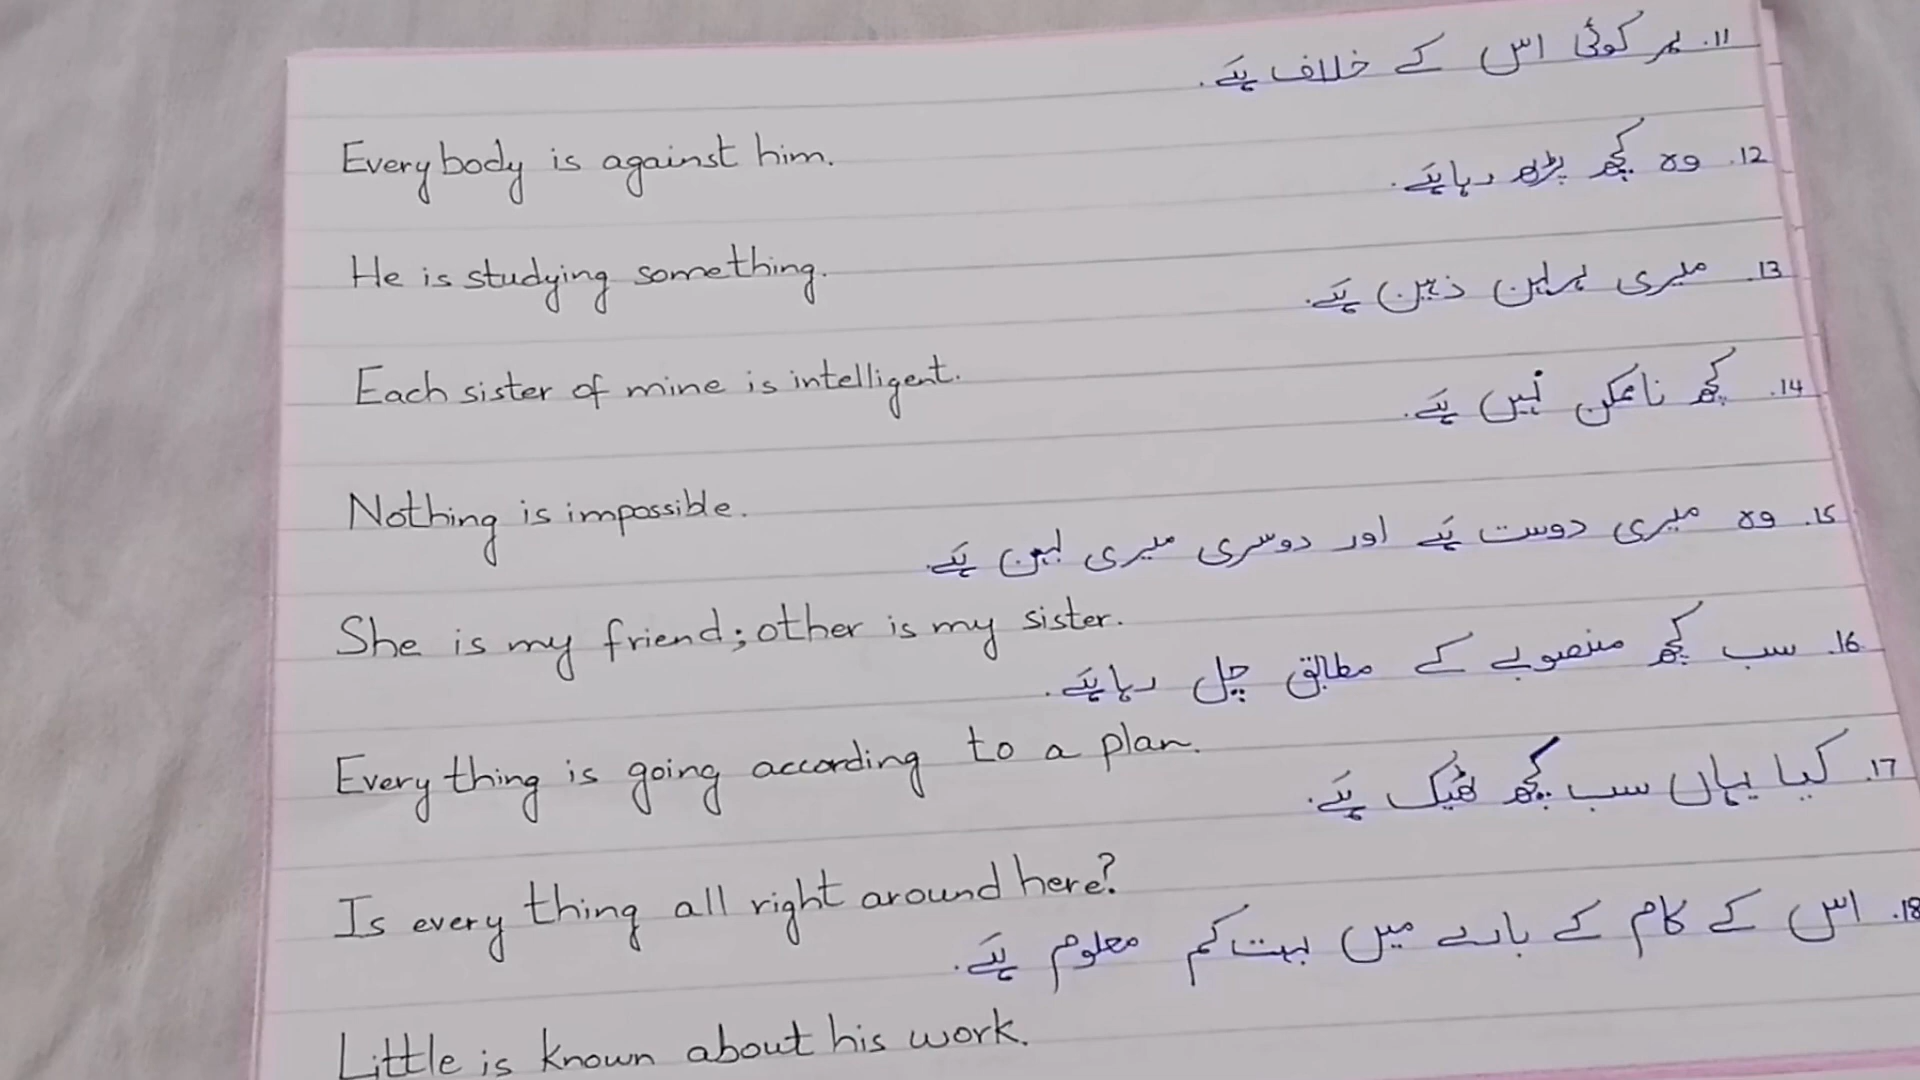 11. ہر کوئی اس کے خلاف ہے.
Everybody is against him.
12. وہ کچھ پڑھ رہا ہے.
He is studying something.
13. میری ہر بہن ذہین ہے.
Each sister of mine is intelligent.
14. کچھ ناممکن نہیں ہے.
Nothing is impossible.
15. وہ میری دوست ہے اور دوسری میری بہن ہے.
She is my friend; other is my sister.
16. سب کچھ منصوبے کے مطابق چل رہا ہے.
Every thing is going according to a plan.
17. کیا یہاں سب کچھ ٹھیک ہے.
Is every thing all right around here?
18. اس کے کام کے بارے میں بہت کم معلوم ہے.
Little is known about his work.